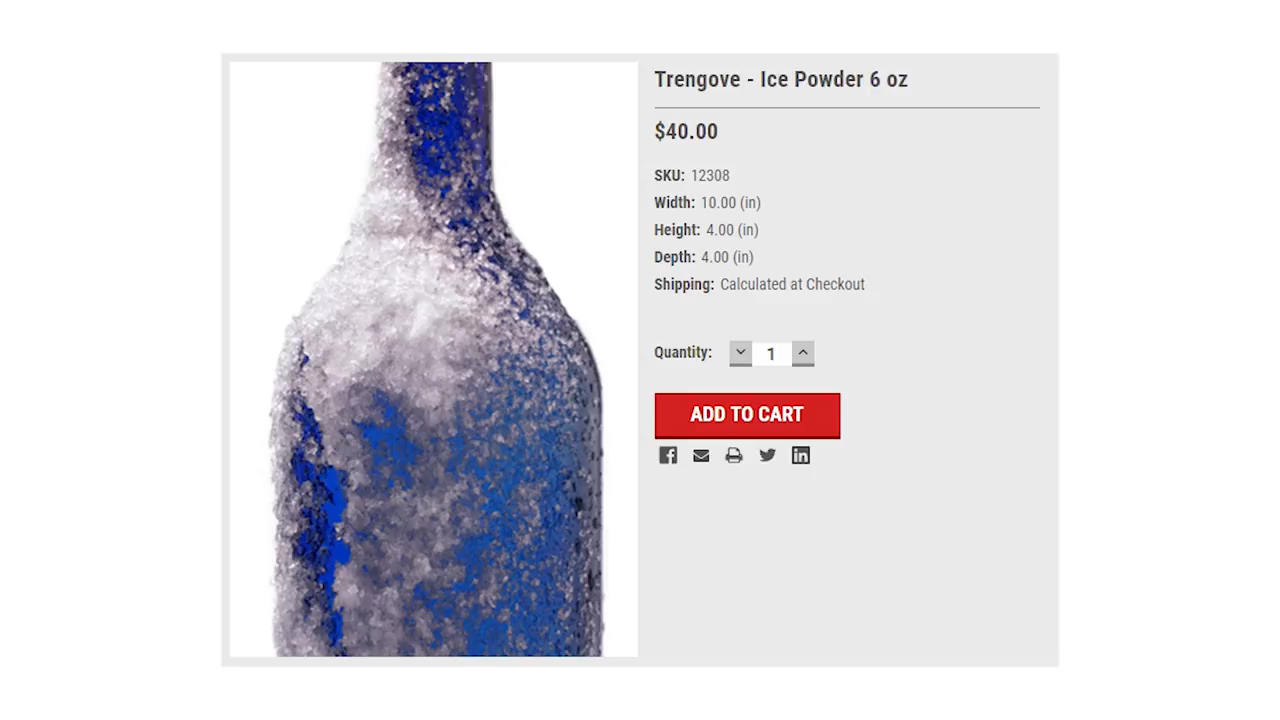 Trengove - Ice Powder 6 oz
$40.00
SKU: 12308
Width: 10.00 (in)
Height: 4.00 (in)
Depth: 4.00 (in)
Shipping: Calculated at Checkout
Quantity: 1
ADD TO CART